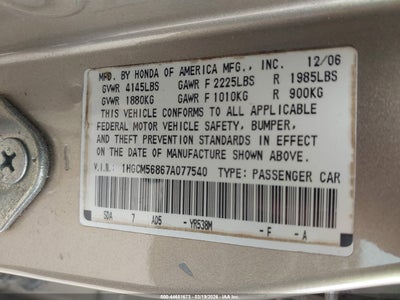 MFD. BY HONDA OF AMERICA MFG., INC. 12/06
GVWR 4145LBS GAWR F 2225LBS R 1985LBS
GVWR 1880KG GAWR F 1010KG R 900KG
THIS VEHICLE CONFORMS TO ALL APPLICABLE
FEDERAL MOTOR VEHICLE SAFETY, BUMPER,
AND THEFT PREVENTION STANDARDS IN EFFECT
ON THE DATE OF MANUFACTURE SHOWN ABOVE.
V.I.N.: 1HGCM56867A077540 TYPE: PASSENGER CAR
SDA 7 AD5 - YR538M - F - A